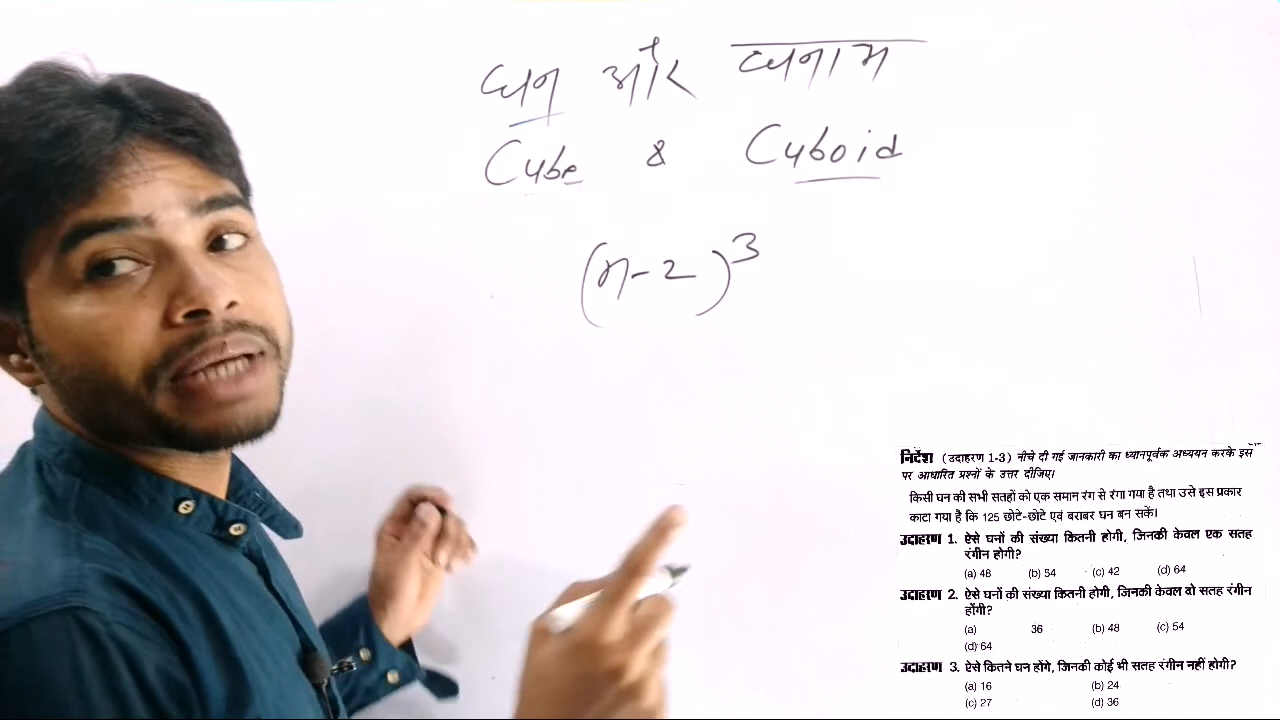 घन और घनाभ
Cube & Cuboid
(n-2)³
निर्देश (उदाहरण 1-3) नीचे दी गई जानकारी का ध्यानपूर्वक अध्ययन करके इस
पर आधारित प्रश्नों के उत्तर दीजिए।
किसी घन की सभी सतहों को एक समान रंग से रंगा गया है तथा उसे इस प्रकार
काटा गया है कि 125 छोटे-छोटे एवं बराबर घन बन सकें।
उदाहरण 1. ऐसे घनों की संख्या कितनी होगी, जिनकी केवल एक सतह
रंगीन होगी?
(a) 48 (b) 54 (c) 42 (d) 64
उदाहरण 2. ऐसे घनों की संख्या कितनी होगी, जिनकी केवल दो सतह रंगीन
होंगी?
(a) 36 (b) 48 (c) 54
(d) 64
उदाहरण 3. ऐसे कितने घन होंगे, जिनकी कोई भी सतह रंगीन नहीं होगी?
(a) 16 (b) 24
(c) 27 (d) 36